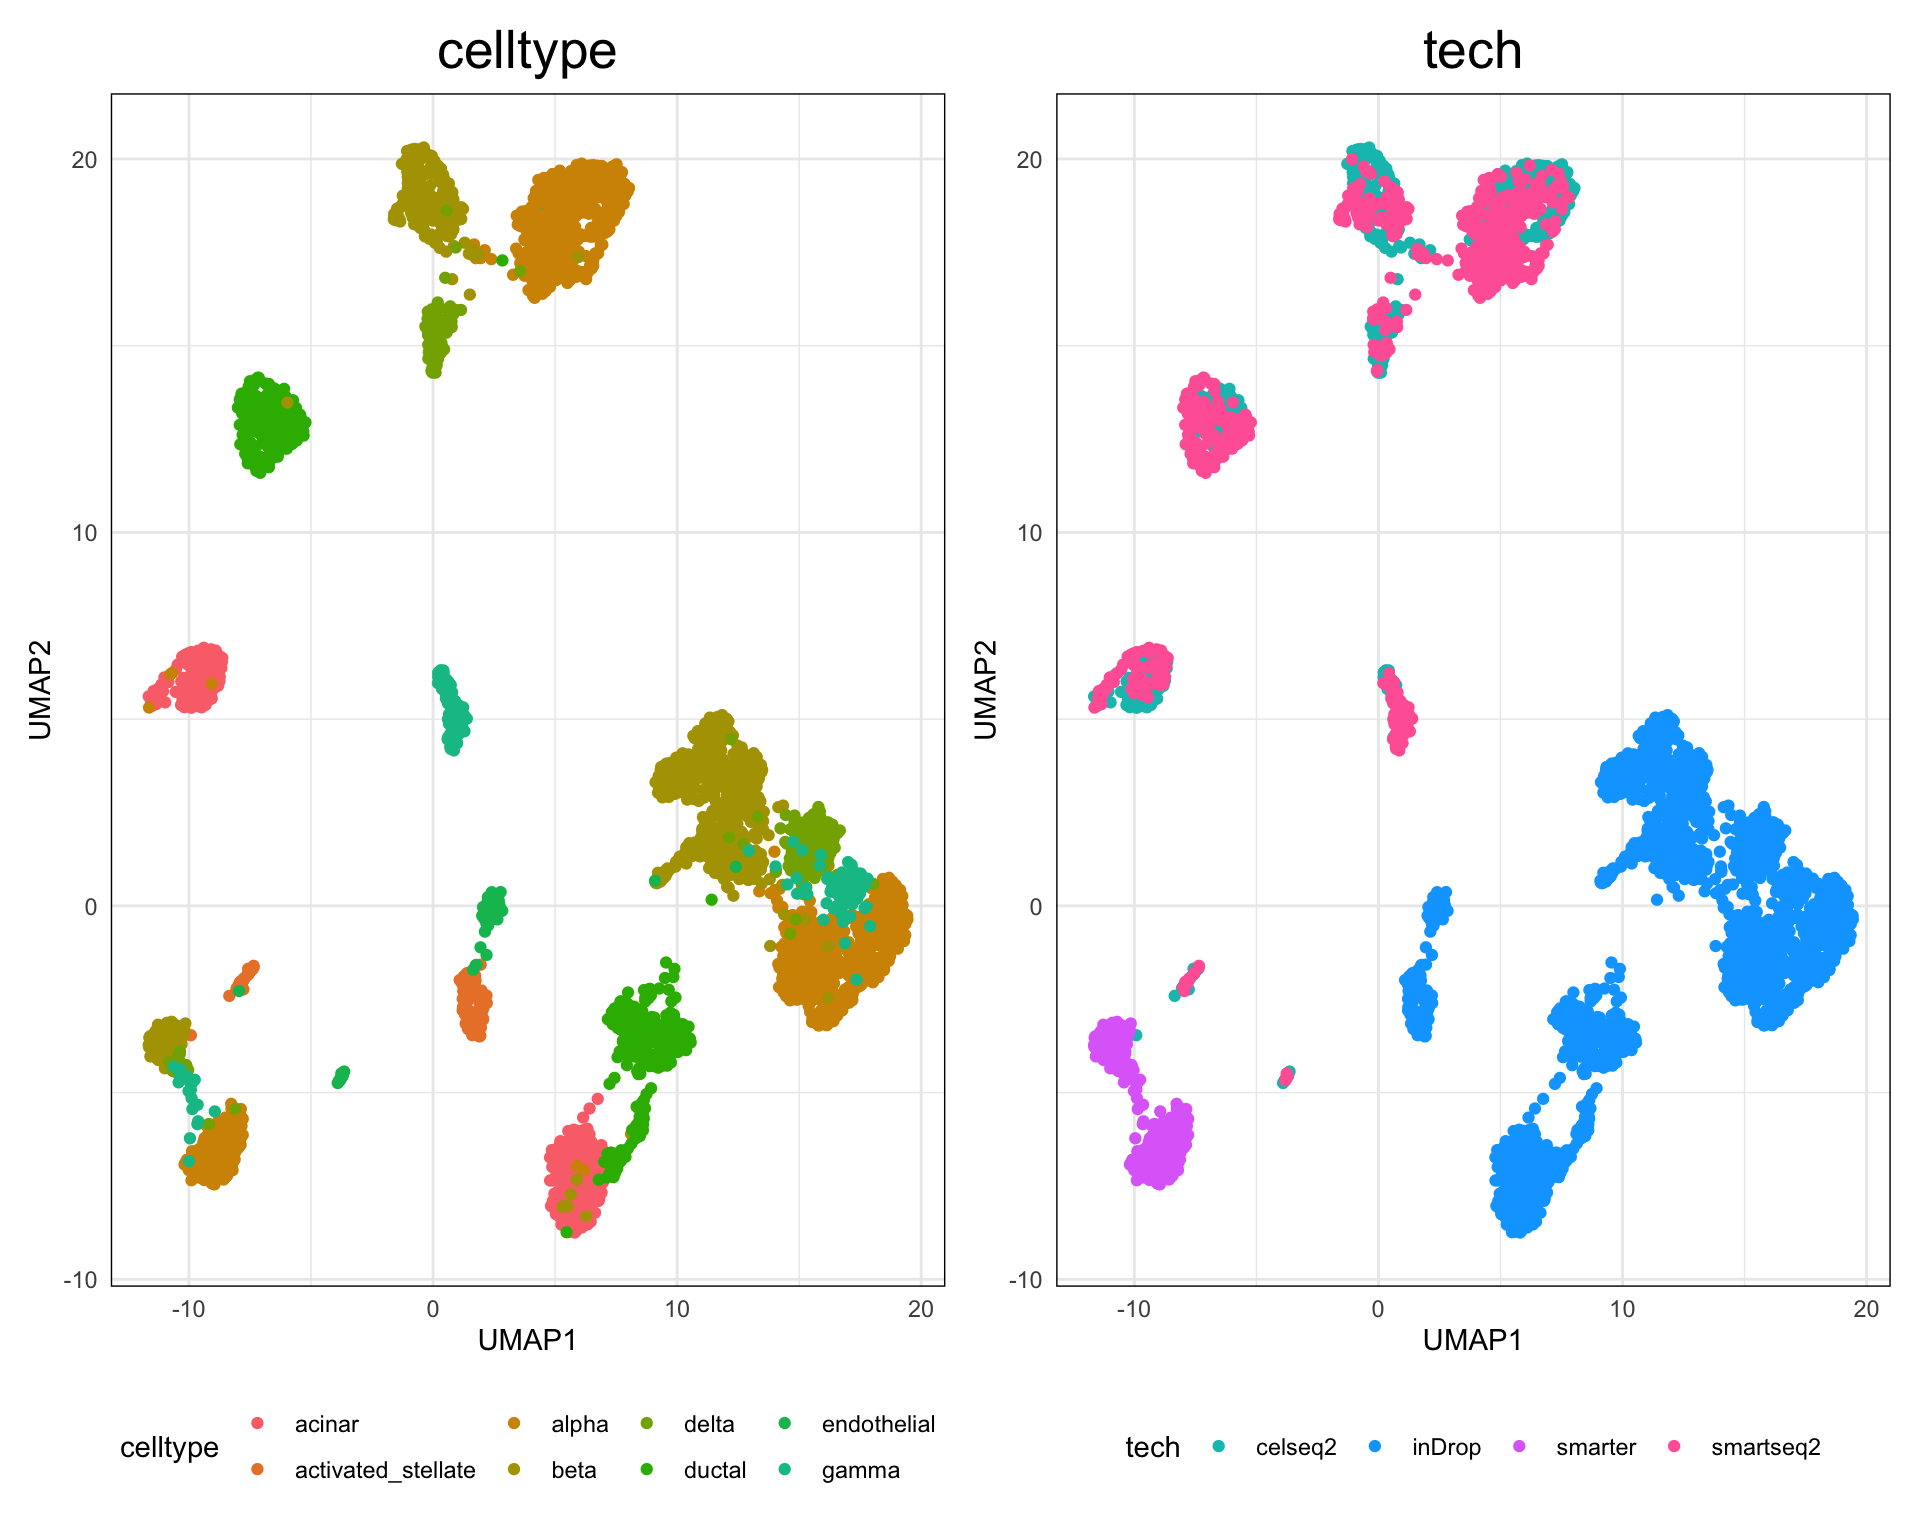 celltype
tech
20
10
0
-10
UMAP2
-10
0
10
20
UMAP1
20
10
0
-10
UMAP2
-10
0
10
20
UMAP1
celltype
acinar
alpha
delta
endothelial
activated_stellate
beta
ductal
gamma
tech
celseq2
inDrop
smarter
smartseq2